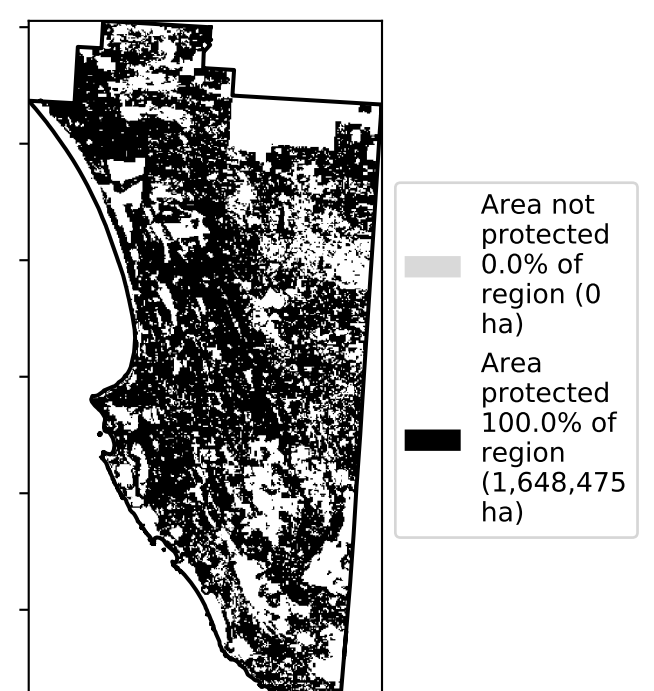 Area not
protected
0.0% of
region (0
ha)
Area
protected
100.0% of
region
(1,648,475
ha)